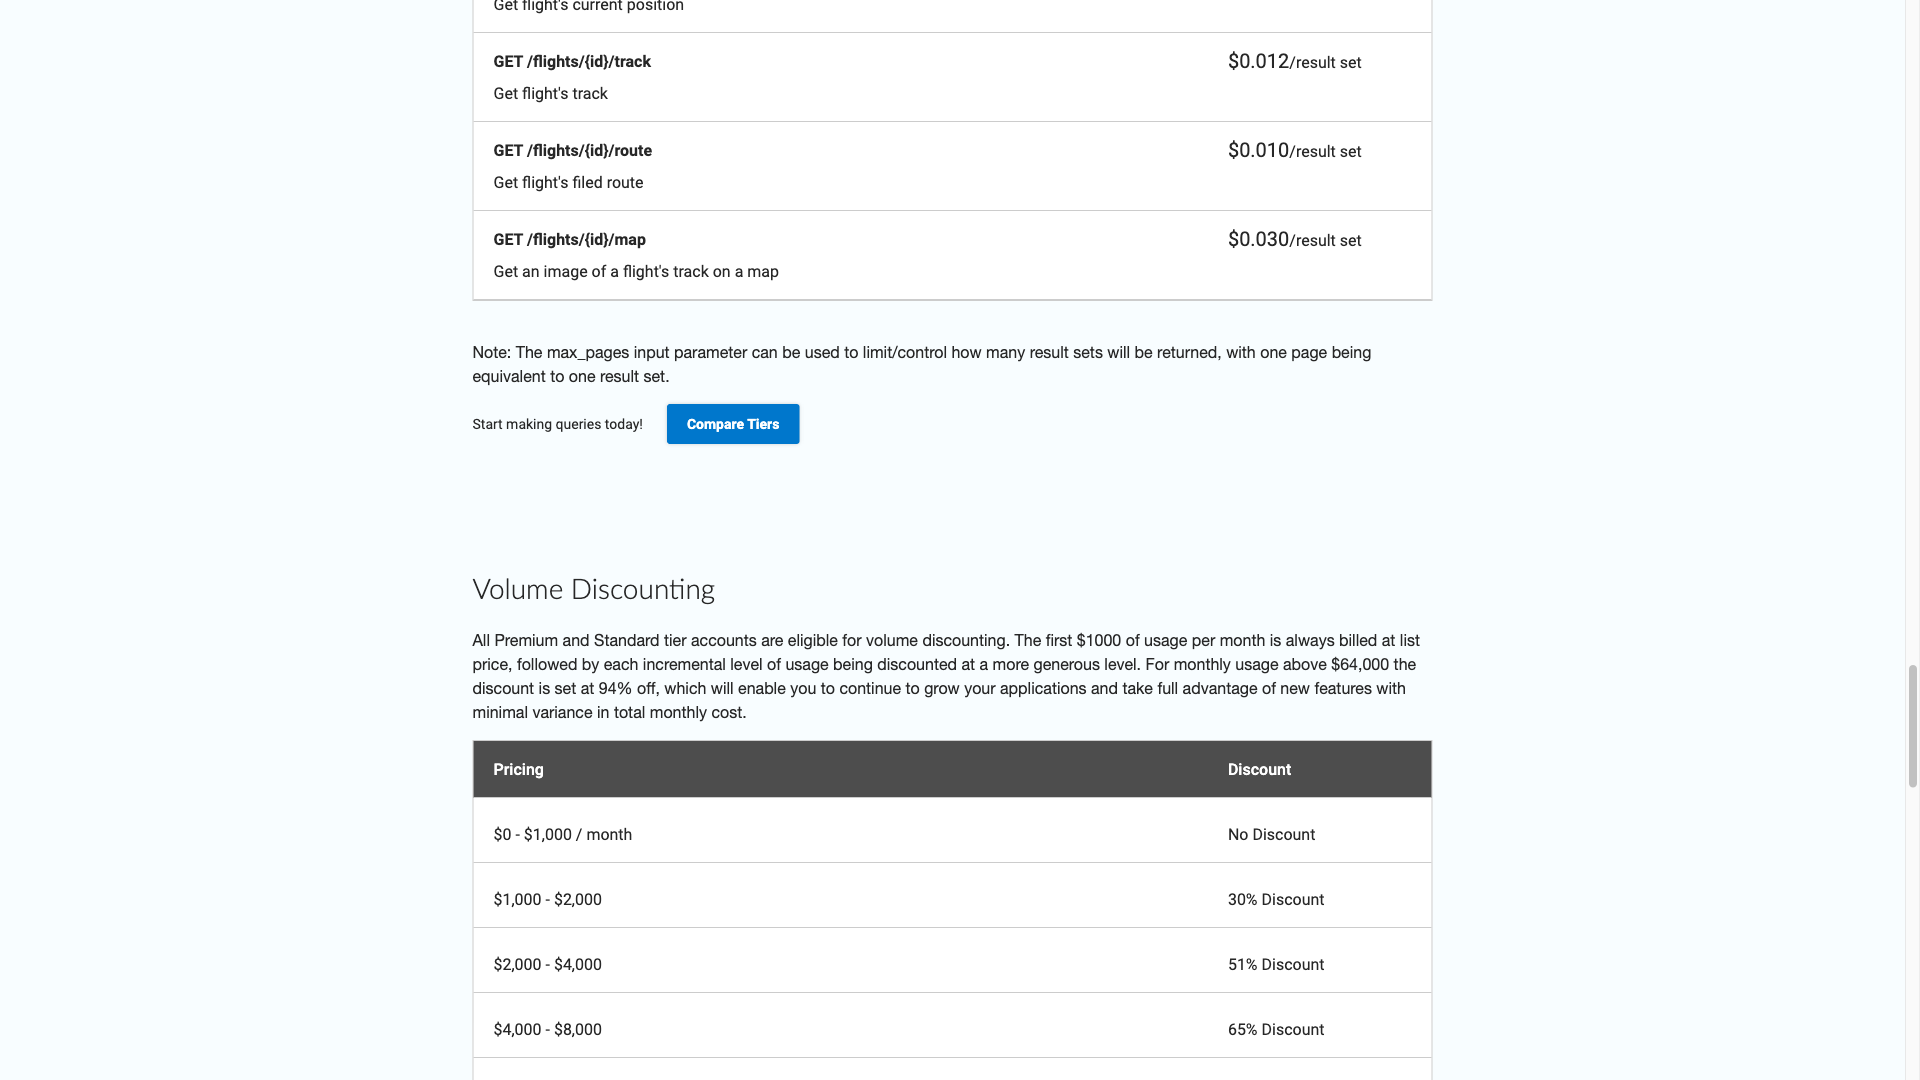 Get flight's current position
GET /flights/{id}/track
$0.012/result set
Get flight's track
GET /flights/{id}/route
$0.010/result set
Get flight's filed route
GET /flights/{id}/map
$0.030/result set
Get an image of a flight's track on a map
Note: The max_pages input parameter can be used to limit/control how many result sets will be returned, with one page being
equivalent to one result set.
Start making queries today!
Compare Tiers
Volume Discounting
All Premium and Standard tier accounts are eligible for volume discounting. The first $1000 of usage per month is always billed at list
price, followed by each incremental level of usage being discounted at a more generous level. For monthly usage above $64,000 the
discount is set at 94% off, which will enable you to continue to grow your applications and take full advantage of new features with
minimal variance in total monthly cost.
Pricing
Discount
$0 - $1,000 / month
No Discount
$1,000 - $2,000
30% Discount
$2,000 - $4,000
51% Discount
$4,000 - $8,000
65% Discount